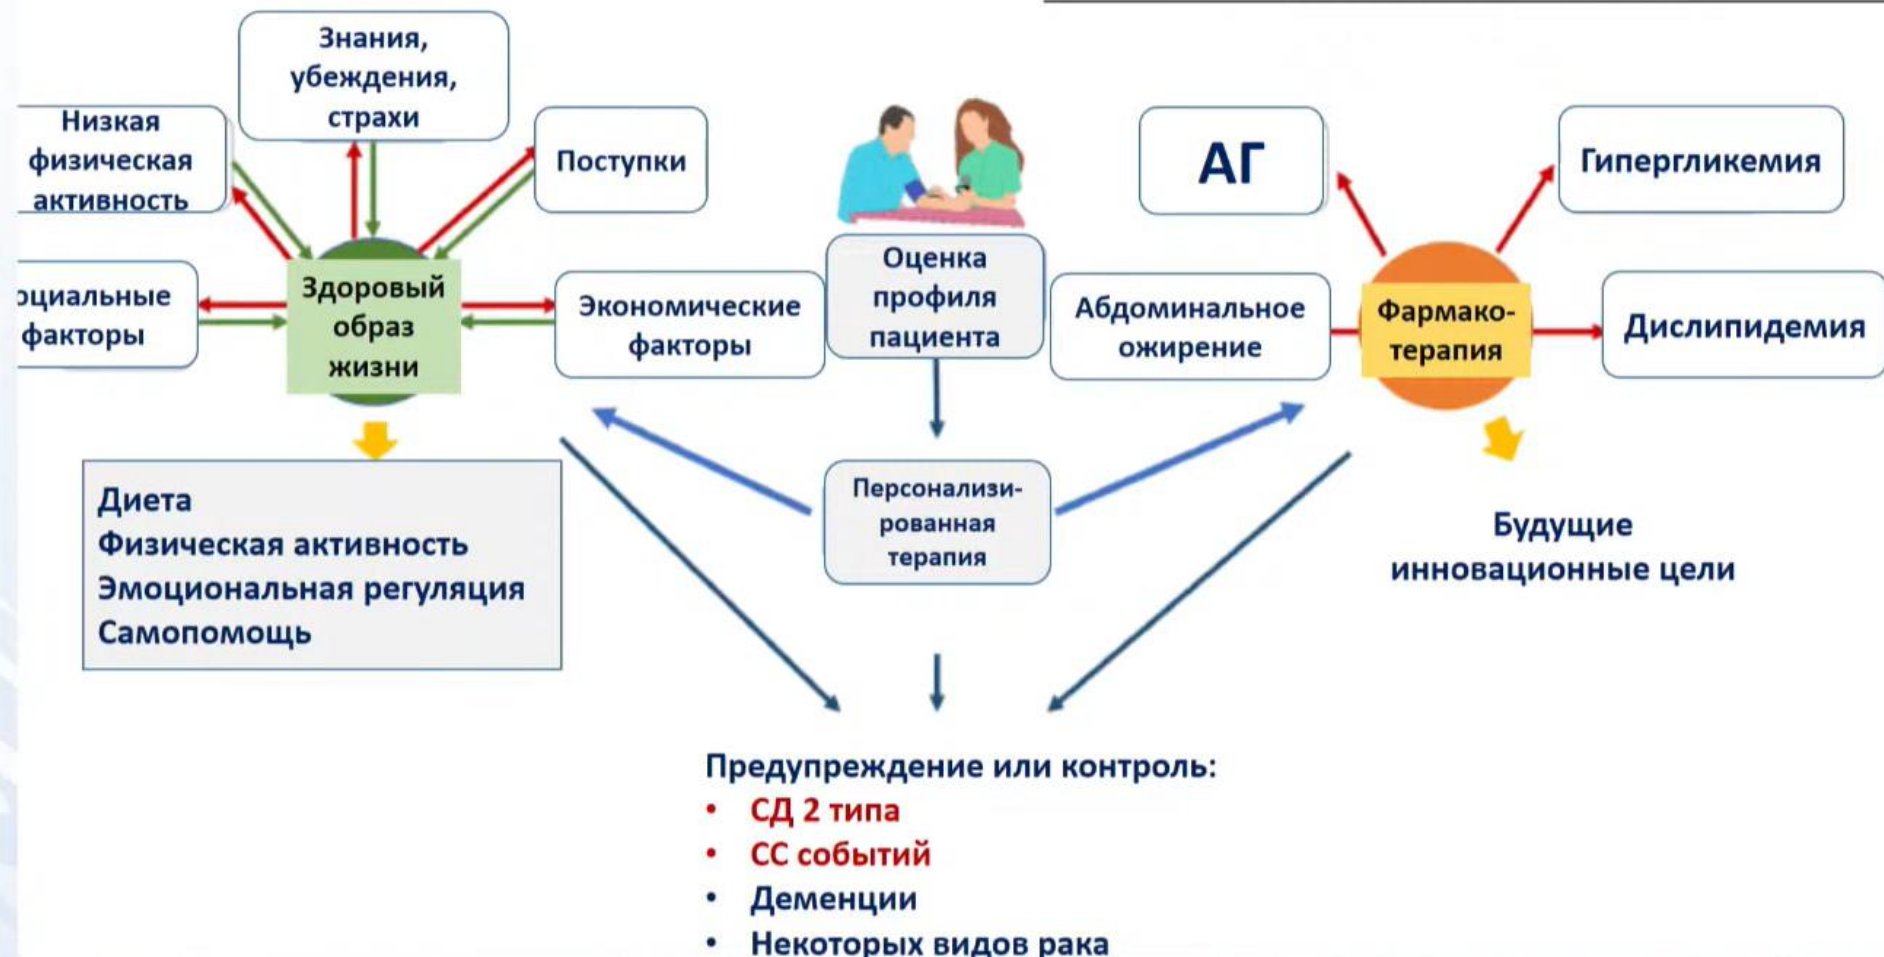 Знания,
убеждения,
страхи
Низкая
физическая
активность
Поступки
АГ
Гипергликемия
факторы
Здоровый
образ
жизни
Экономические
факторы
Оценка
профиля
пациента
Абдоминальное
ожирение
Фармако-
терапия
Дислипидемия
Диета
Физическая активность
Эмоциональная регуляция
Самопомощь
Персонализи-
рованная
терапия
Будущие
инновационные цели
Предупреждение или контроль:
• СД 2 типа
• СС событий
• Деменции
• Некоторых видов рака